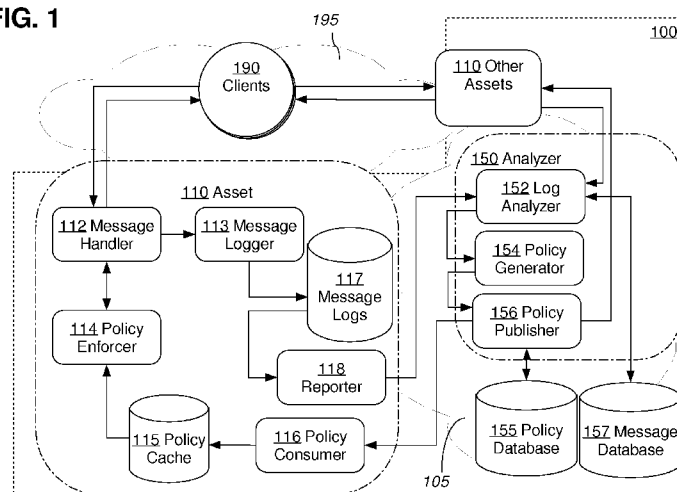 FIG. 1
195
100
190
Clients
110 Other
Assets
150 Analyzer
110 Asset
152 Log
Analyzer
112 Message
Handler
113 Message
Logger
117
Message
Logs
154 Policy
Generator
114 Policy
Enforcer
156 Policy
Publisher
118
Reporter
115 Policy
Cache
116 Policy
Consumer
155 Policy
Database
157 Message
Database
105